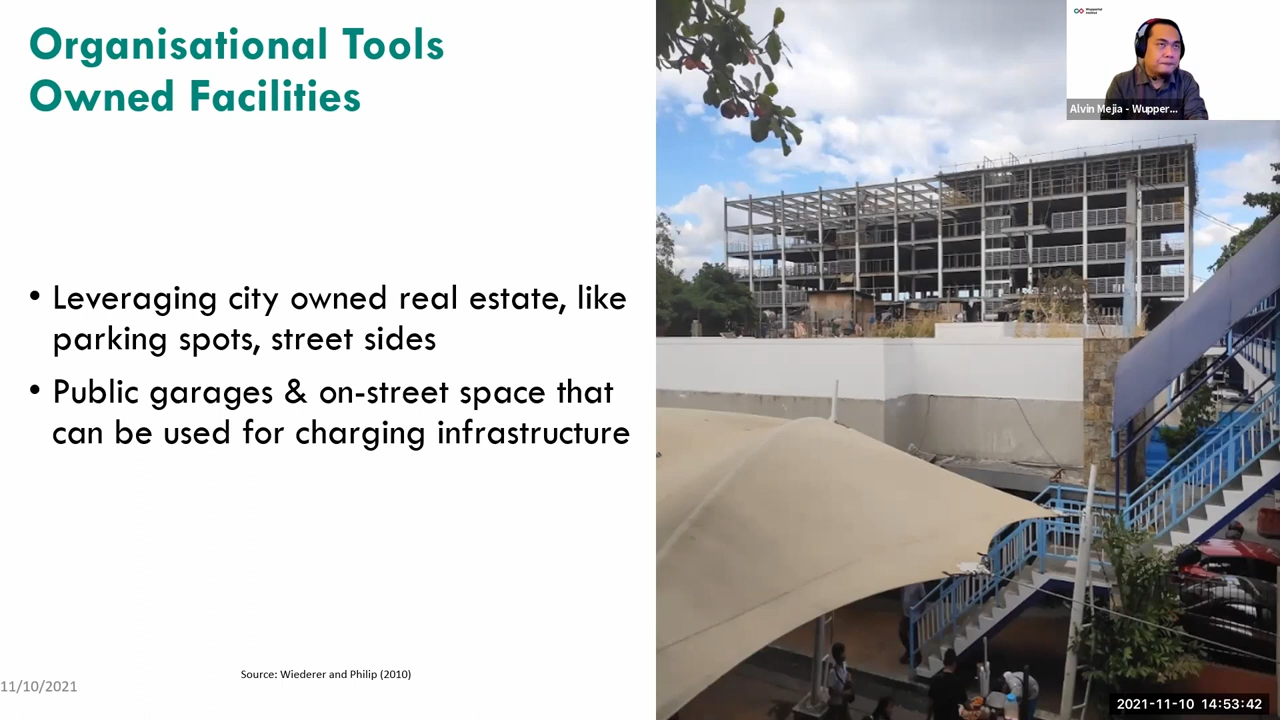 Organisational Tools
Owned Facilities
• Leveraging city owned real estate, like
parking spots, street sides
• Public garages & on-street space that
can be used for charging infrastructure
Source: Wiederer and Philip (2010)
11/10/2021
Wuppertal
Institut
Alvin Mejia - Wupper...
2021-11-10 14:53:42